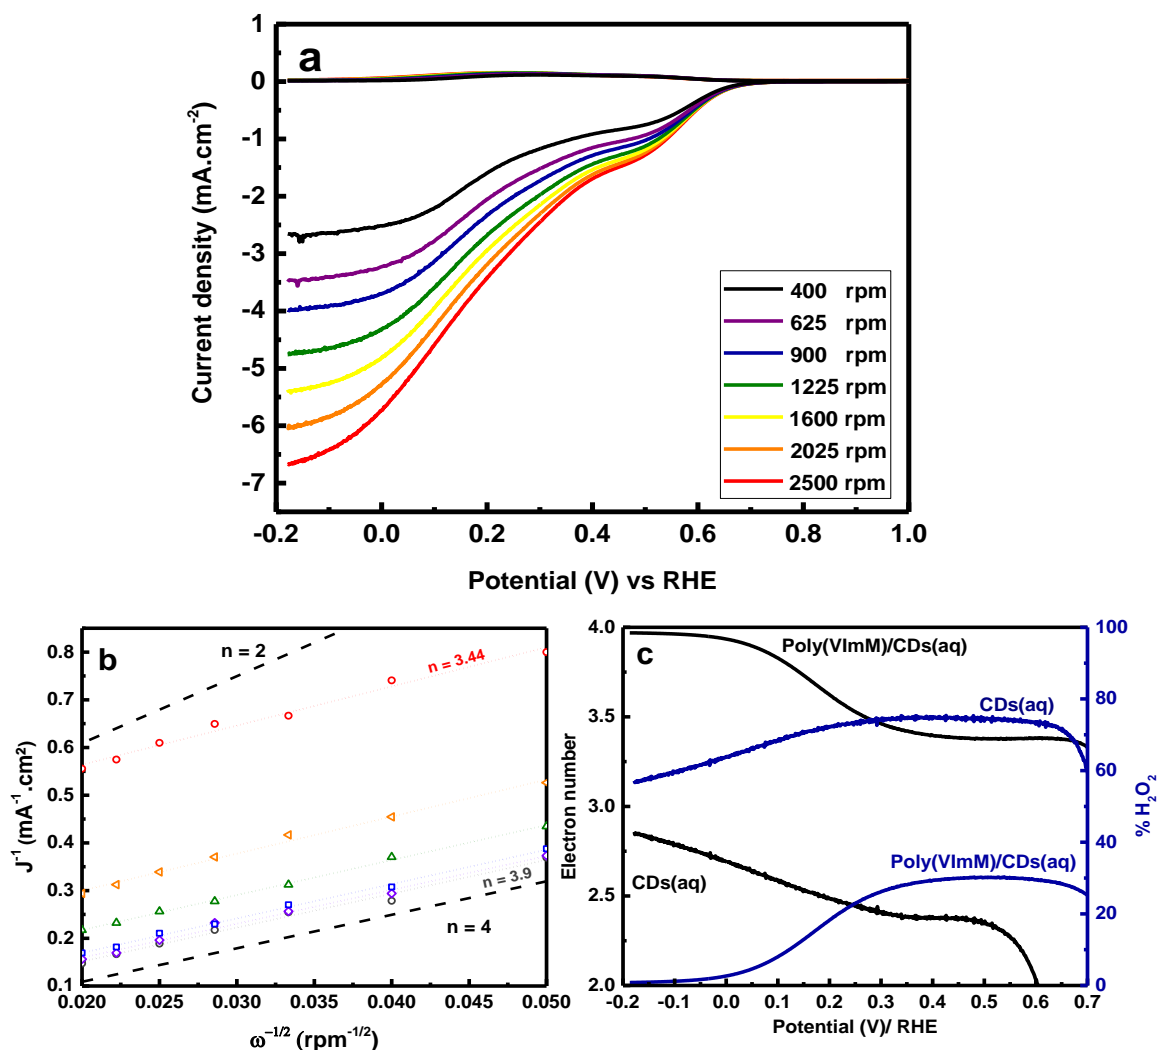 a
1
0
-1
-2
-3
-4
-5
-6
-7
Current density (mA.cm-2)
400 rpm
625 rpm
900 rpm
1225 rpm
1600 rpm
2025 rpm
2500 rpm
-0.2 0.0 0.2 0.4 0.6 0.8 1.0
Potential (V) vs RHE
b
0.8
0.7
0.6
0.5
0.4
0.3
0.2
0.1
J-1 (mA-1.cm²)
n = 2
n = 3.44
n = 3.9
n = 4
0.020 0.025 0.030 0.035 0.040 0.045 0.050
ω−1/2 (rpm-1/2)
c
4.0
3.5
3.0
2.5
2.0
Electron number
Poly(VImM)/CDs(aq)
CDs(aq)
Poly(VImM)/CDs(aq)
CDs(aq)
100
80
60
40
20
0
% H2O2
-0.2 -0.1 0.0 0.1 0.2 0.3 0.4 0.5 0.6 0.7
Potential (V)/ RHE